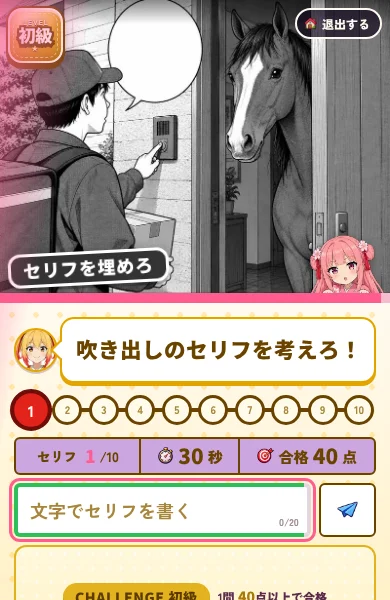 LEVEL
初級
退出する
セリフを埋めろ
吹き出しのセリフを考えろ！
1 2 3 4 5 6 7 8 9 10
セリフ 1 /10 30 秒 合格 40 点
文字でセリフを書く
0/20
CHALLENGE 初級 1問 40点以上で合格